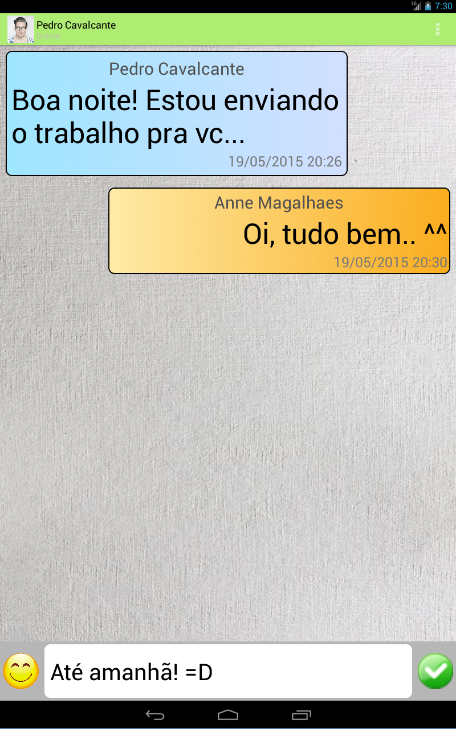 7:30
Pedro Cavalcante
Pedro Cavalcante
Boa noite! Estou enviando
o trabalho pra vc...
19/05/2015 20:26
Anne Magalhaes
Oi, tudo bem.. ^^
19/05/2015 20:30
Até amanhã! =D